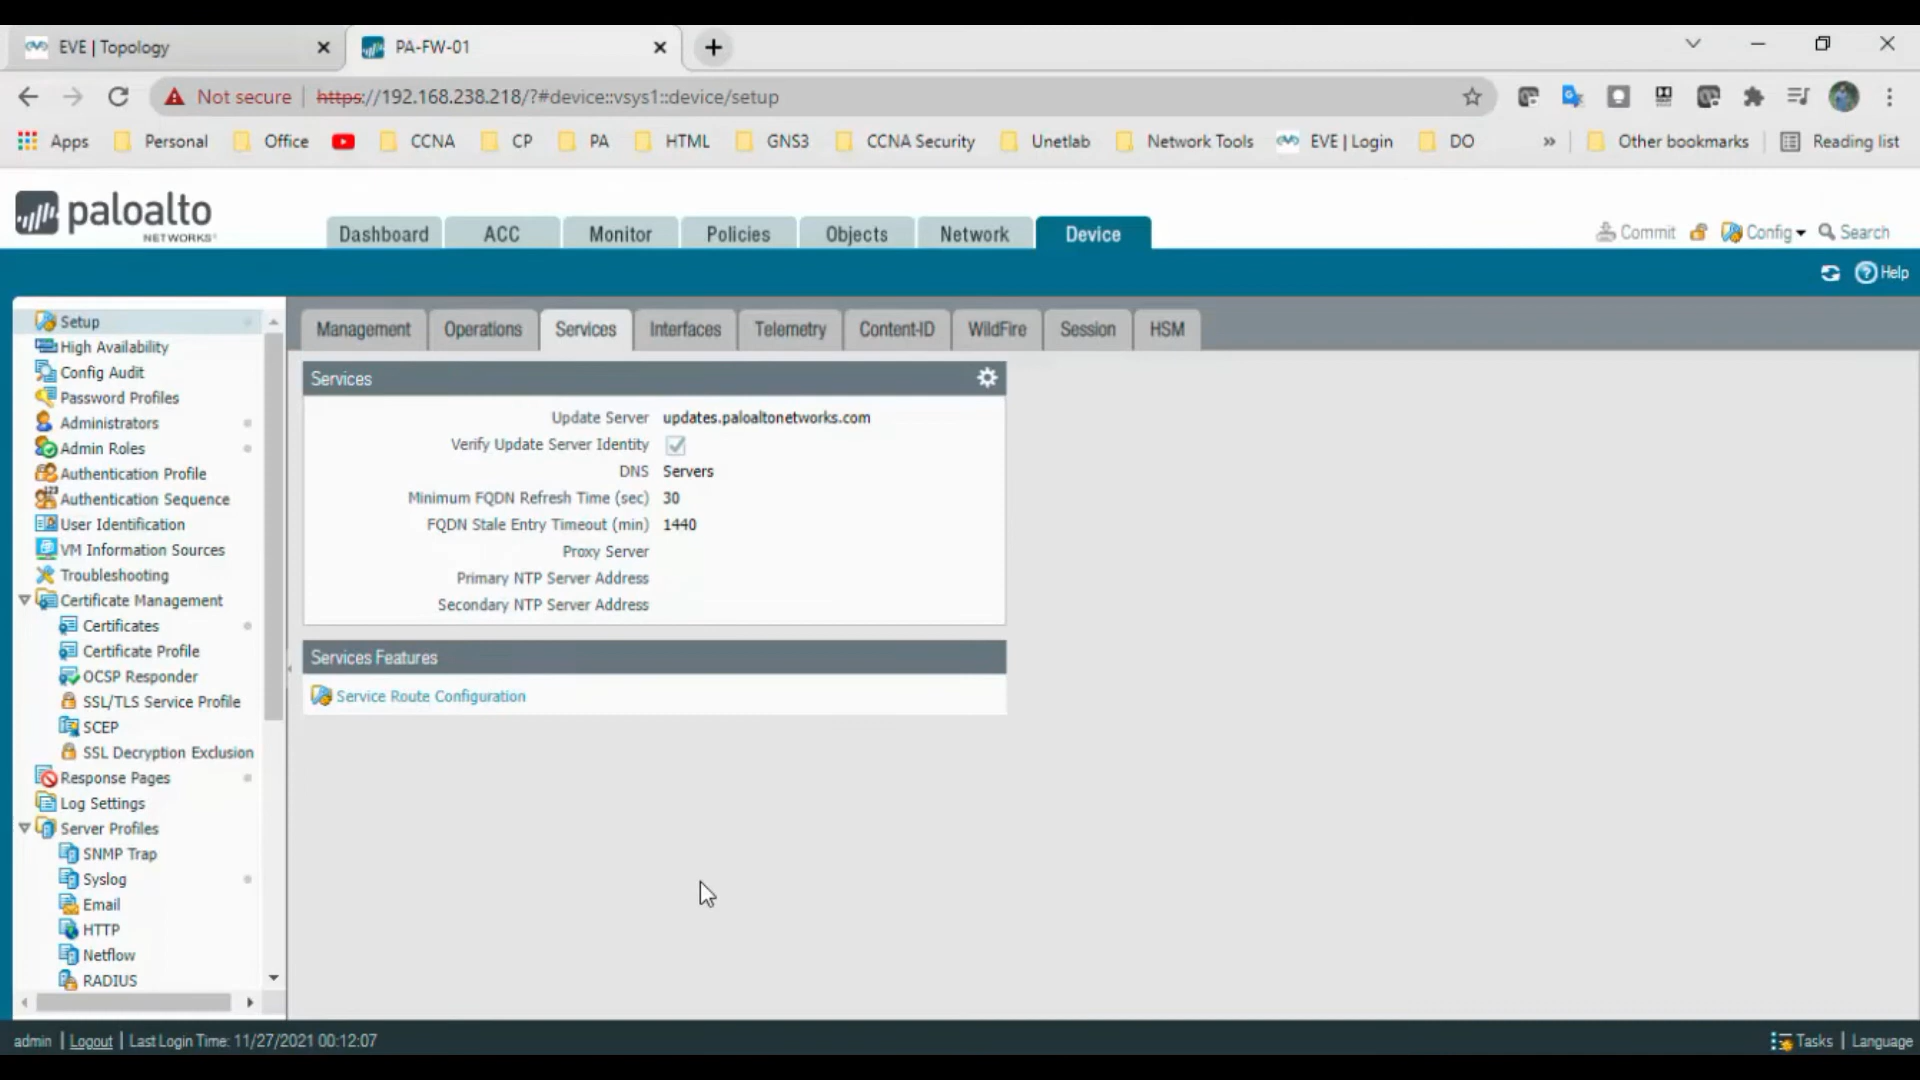 EVE | Topology
PA-FW-01
Not secure | https://192.168.238.218/?#device::vsys1::device/setup
Apps Personal Office CCNA CP PA HTML GNS3 CCNA Security Unetlab Network Tools EVE | Login DO » Other bookmarks Reading list
paloalto
NETWORKS®
Dashboard ACC Monitor Policies Objects Network Device
Commit Config Search
Help
Setup
High Availability
Config Audit
Password Profiles
Administrators
Admin Roles
Authentication Profile
Authentication Sequence
User Identification
VM Information Sources
Troubleshooting
Certificate Management
Certificates
Certificate Profile
OCSP Responder
SSL/TLS Service Profile
SCEP
SSL Decryption Exclusion
Response Pages
Log Settings
Server Profiles
SNMP Trap
Syslog
Email
HTTP
Netflow
RADIUS
Management Operations Services Interfaces Telemetry Content-ID WildFire Session HSM
Services
Update Server updates.paloaltonetworks.com
Verify Update Server Identity
DNS Servers
Minimum FQDN Refresh Time (sec) 30
FQDN Stale Entry Timeout (min) 1440
Proxy Server
Primary NTP Server Address
Secondary NTP Server Address
Services Features
Service Route Configuration
admin | Logout | Last Login Time: 11/27/2021 00:12:07
Tasks | Language